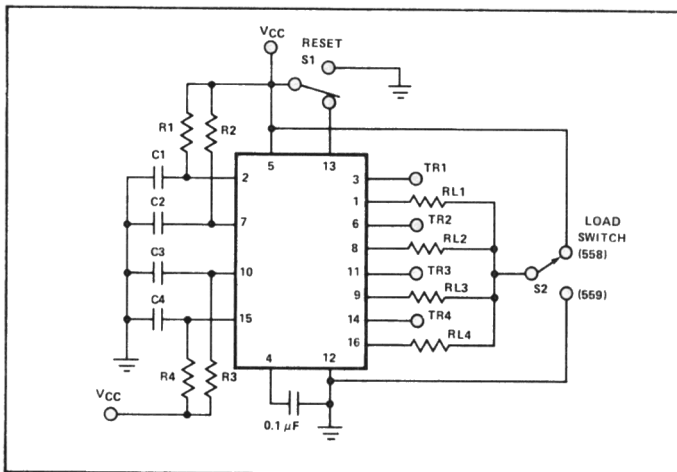 VCC
RESET
S1
R1
R2
C1
2
5
13
3
TR1
1
RL1
C2
7
6
TR2
8
RL2
LOAD
SWITCH
(558)
C3
10
11
TR3
S2
(559)
9
RL3
C4
15
14
TR4
16
RL4
4
12
R4
R3
VCC
0.1 µF